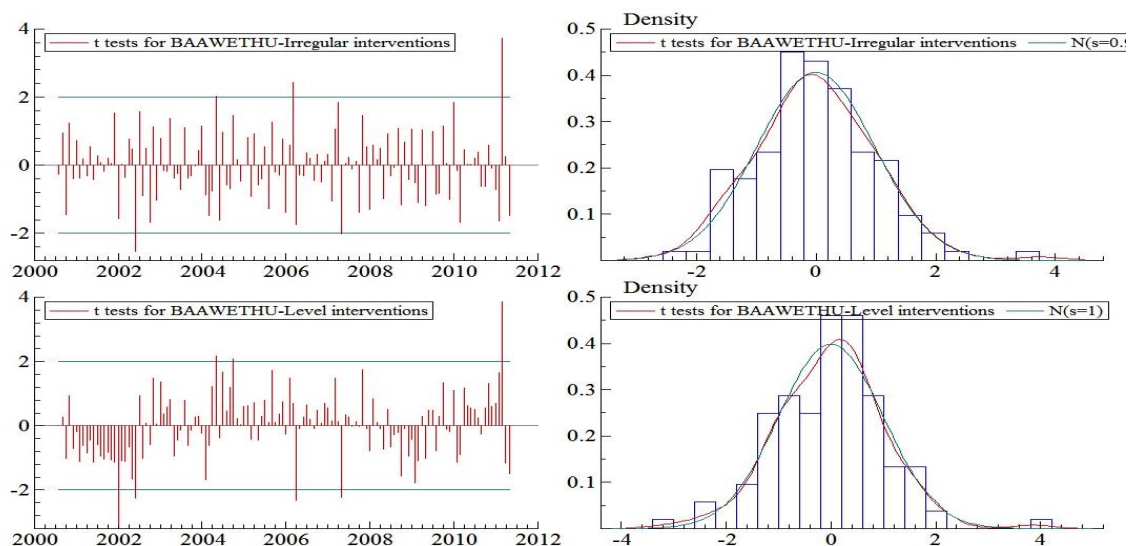 4
t tests for BAAWETHU-Irregular interventions
2
0
-2
2000 2002 2004 2006 2008 2010 2012
Density
0.5
t tests for BAAWETHU-Irregular interventions N(s=0.9
0.4
0.3
0.2
0.1
-2 0 2 4
4
t tests for BAAWETHU-Level interventions
2
0
-2
2000 2002 2004 2006 2008 2010 2012
Density
0.5
t tests for BAAWETHU-Level interventions N(s=1)
0.4
0.3
0.2
0.1
-4 -2 0 2 4